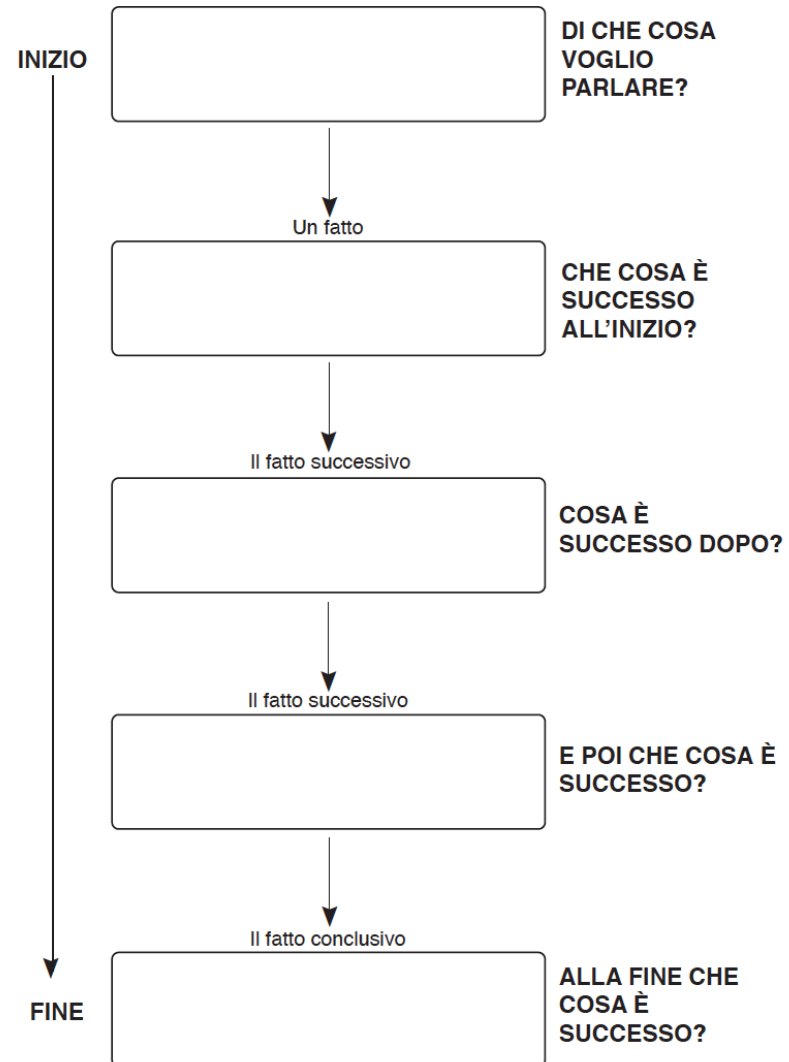 INIZIO
DI CHE COSA
VOGLIO
PARLARE?
Un fatto
CHE COSA È
SUCCESSO
ALL'INIZIO?
Il fatto successivo
COSA È
SUCCESSO DOPO?
Il fatto successivo
E POI CHE COSA È
SUCCESSO?
Il fatto conclusivo
FINE
ALLA FINE CHE
COSA È
SUCCESSO?